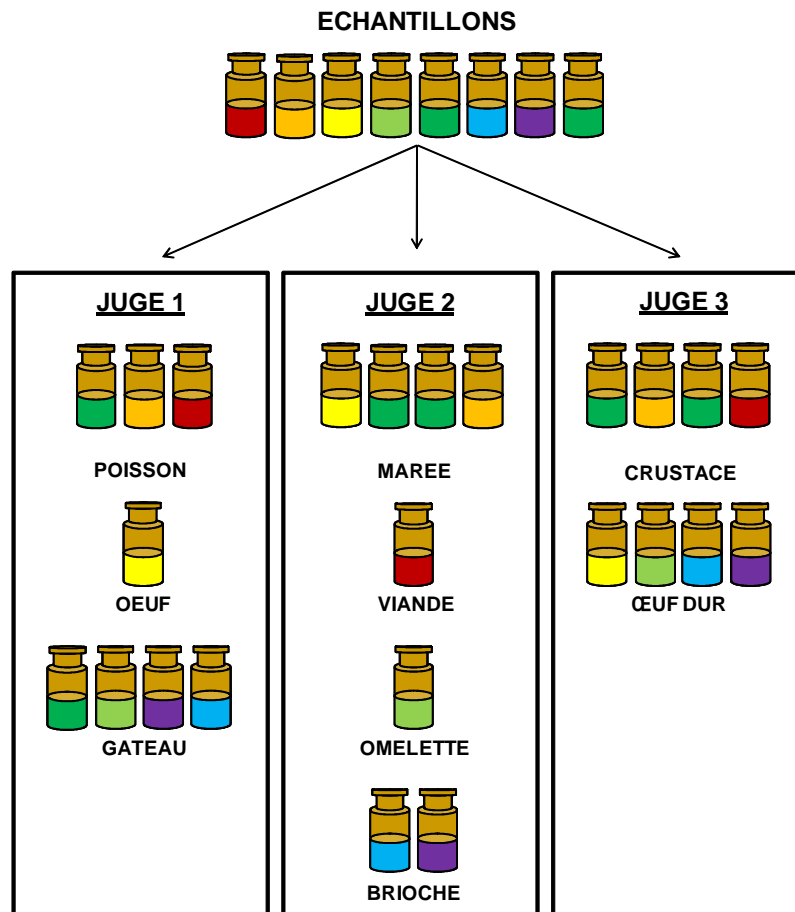 ECHANTILLONS
JUGE 1
POISSON
OEUF
GATEAU
JUGE 2
MAREE
VIANDE
OMELETTE
BRIOCHE
JUGE 3
CRUSTACE
ŒUF DUR